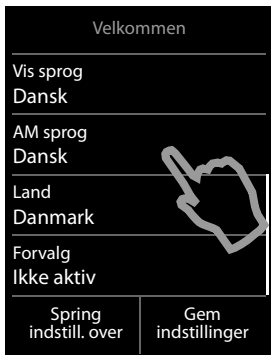 Velkommen
Vis sprog
Dansk
AM sprog
Dansk
Land
Danmark
Forvalg
Ikke aktiv
Spring
indstill. over
Gem
indstillinger